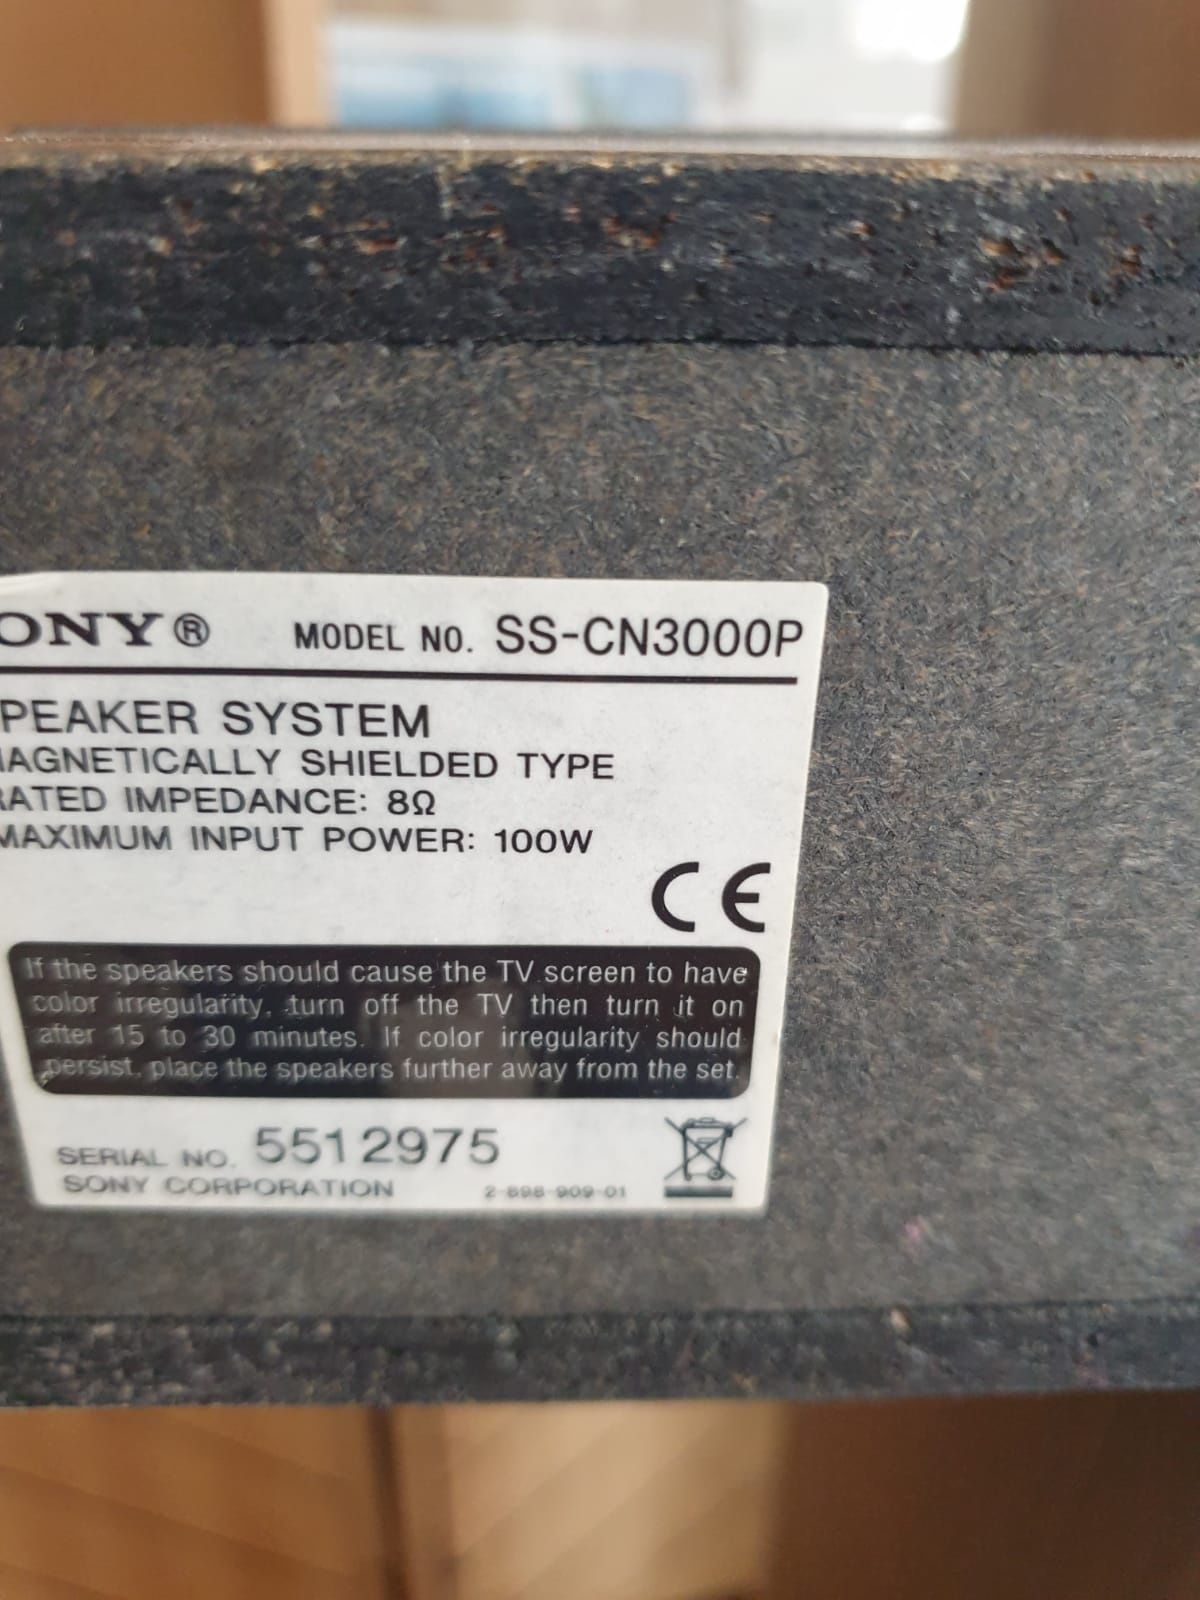 ONY® MODEL NO. SS-CN3000P
PEAKER SYSTEM
MAGNETICALLY SHIELDED TYPE
RATED IMPEDANCE: 8Ω
MAXIMUM INPUT POWER: 100W
CE
If the speakers should cause the TV screen to have
color irregularity, turn off the TV then turn it on
after 15 to 30 minutes. If color irregularity should
persist, place the speakers further away from the set.
SERIAL NO. 5512975
SONY CORPORATION 2-898-909-01